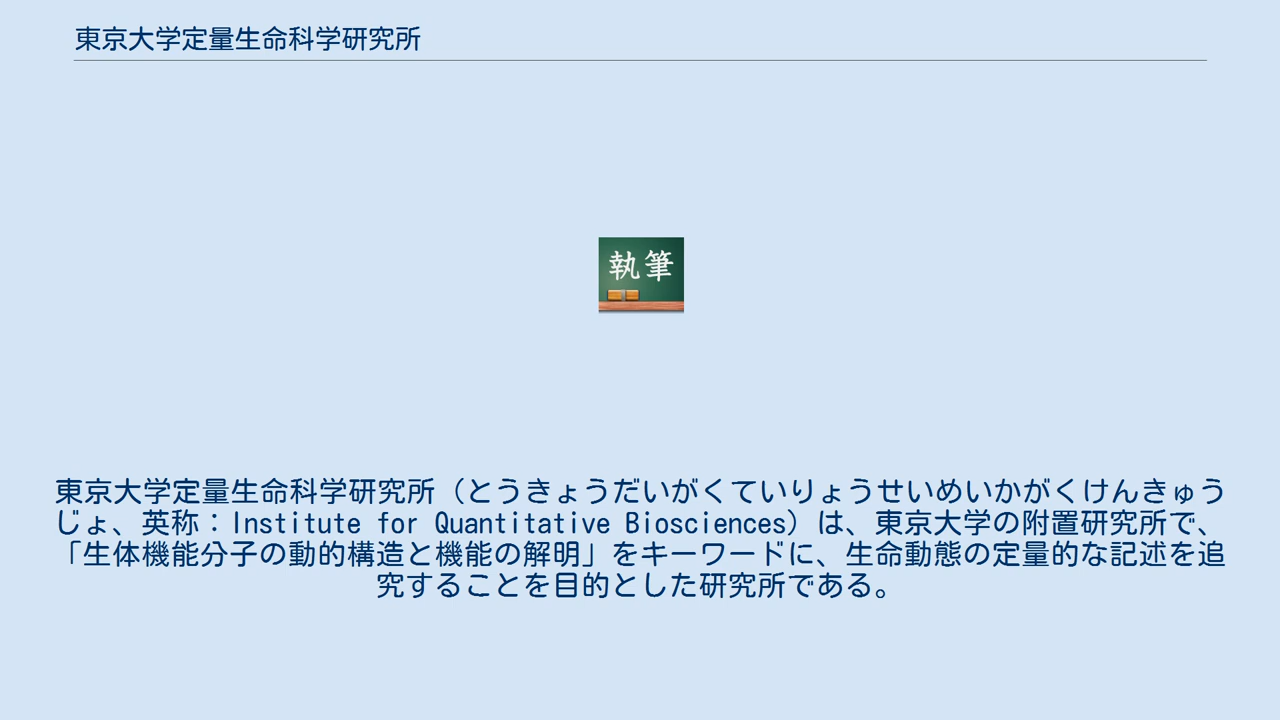 東京大学定量生命科学研究所
執筆
東京大学定量生命科学研究所（とうきょうだいがくていりょうせいめいかがくけんきゅう
じょ、英称：Institute for Quantitative Biosciences）は、東京大学の附置研究所で、
「生体機能分子の動的構造と機能の解明」をキーワードに、生命動態の定量的な記述を追
究することを目的とした研究所である。